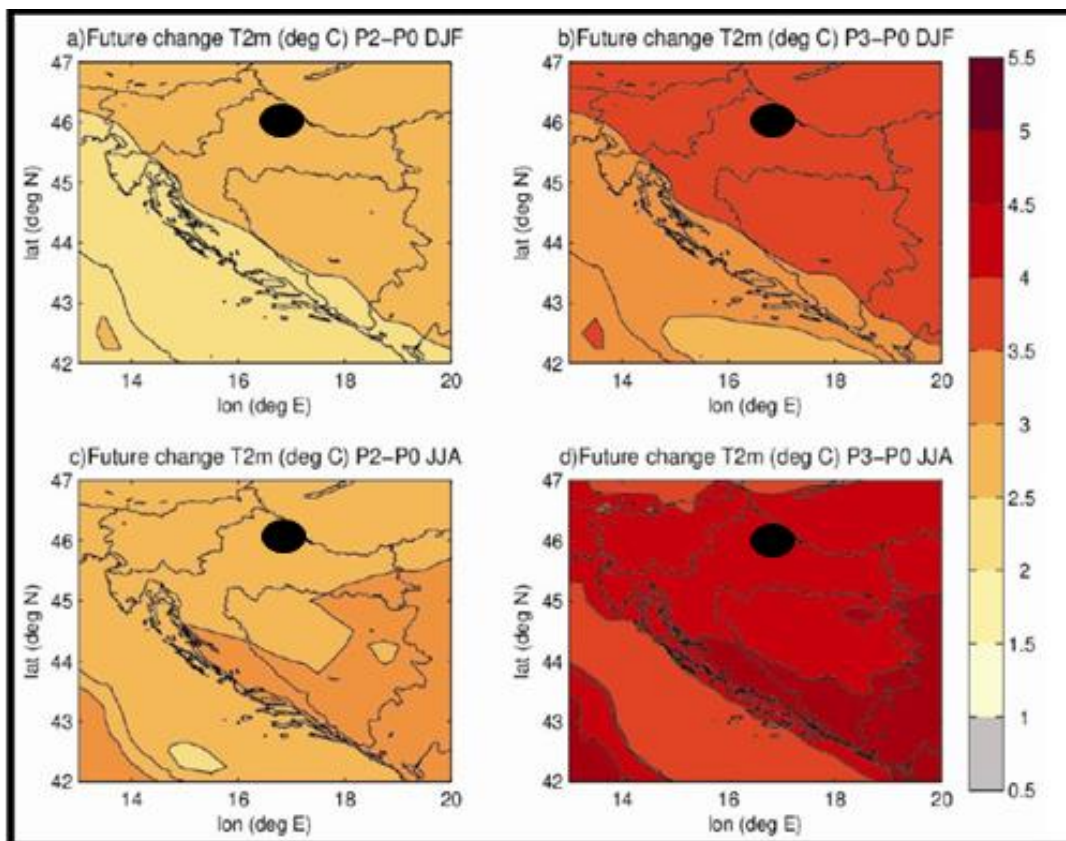 a)Future change T2m (deg C) P2-P0 DJF
47
46
45
44
43
42
lat (deg N)
14 16 18 20
lon (deg E)
b)Future change T2m (deg C) P3-P0 DJF
47
46
45
44
43
42
lat (deg N)
14 16 18 20
lon (deg E)
c)Future change T2m (deg C) P2-P0 JJA
47
46
45
44
43
42
lat (deg N)
14 16 18 20
lon (deg E)
d)Future change T2m (deg C) P3-P0 JJA
47
46
45
44
43
42
lat (deg N)
14 16 18 20
lon (deg E)
5.5
5
4.5
4
3.5
3
2.5
2
1.5
1
0.5